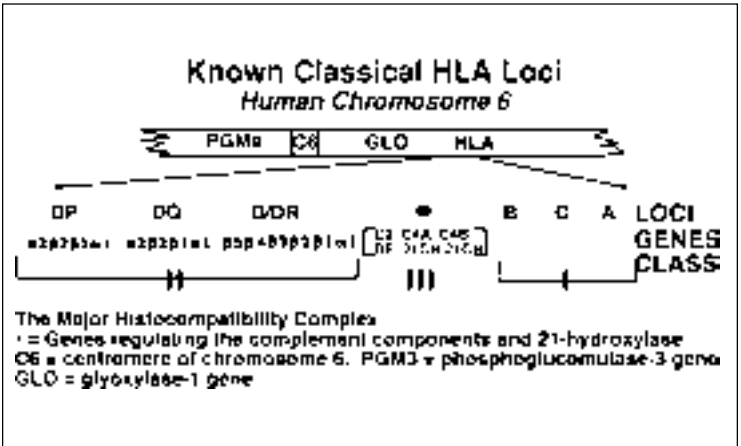 Known Classical HLA Loci
Human Chromosome 6
PGM3 C6 GLO HLA
DP DQ D/DR B C A LOCI
GENES
II III I CLASS
The Major Histocompatibility Complex
= Genes regulating the complement components and 21-hydroxylase
C6 = centromere of chromosome 6. PGM3 = phosphoglucomutase-3 gene
GLO = glyoxylase-1 gene